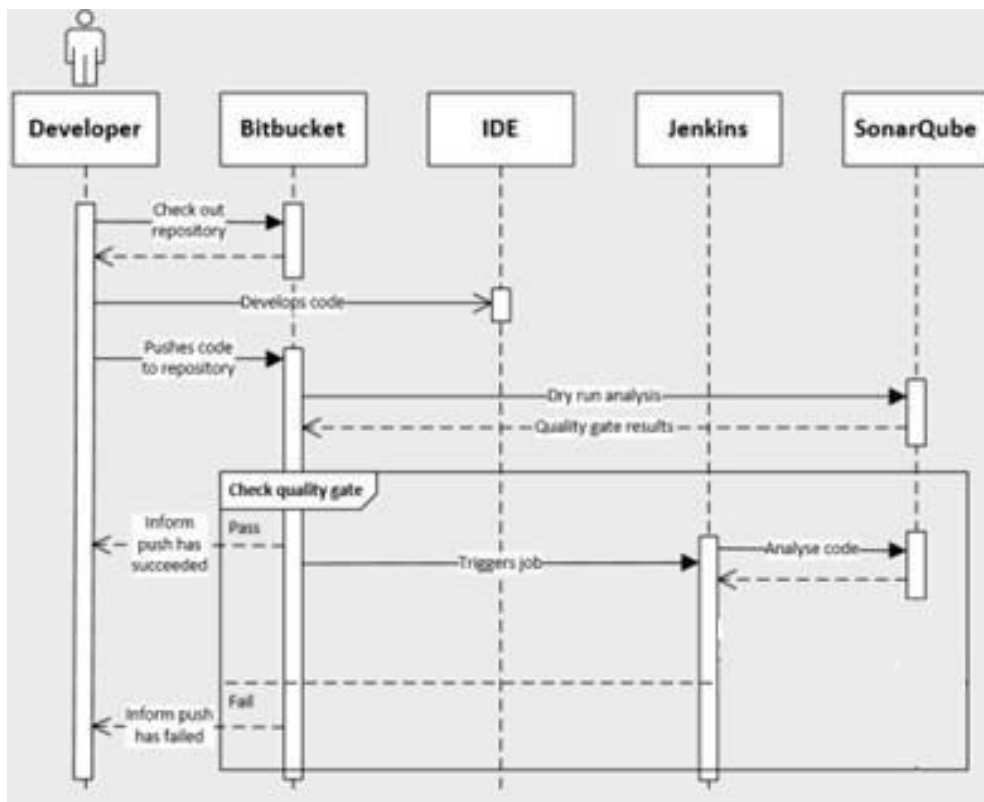 Developer
Bitbucket
IDE
Jenkins
SonarQube
Check out
repository
Develops code
Pushes code
to repository
Dry run analysis
Quality gate results
Check quality gate
Inform
push has
succeeded
Pass
Triggers job
Analyse code
Fail
Inform push
has failed